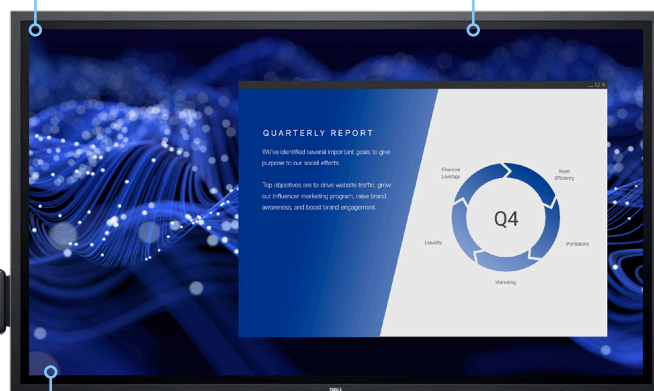 QUARTERLY REPORT
We've identified several important goals to give
purpose to our social efforts.
Top objectives are to drive website traffic, grow
our influencer marketing program, raise brand
awareness, and boost brand engagement.
Financial
Leverage
Asset
Efficiency
Q4
Liquidity
Profitability
Marketing
DELL